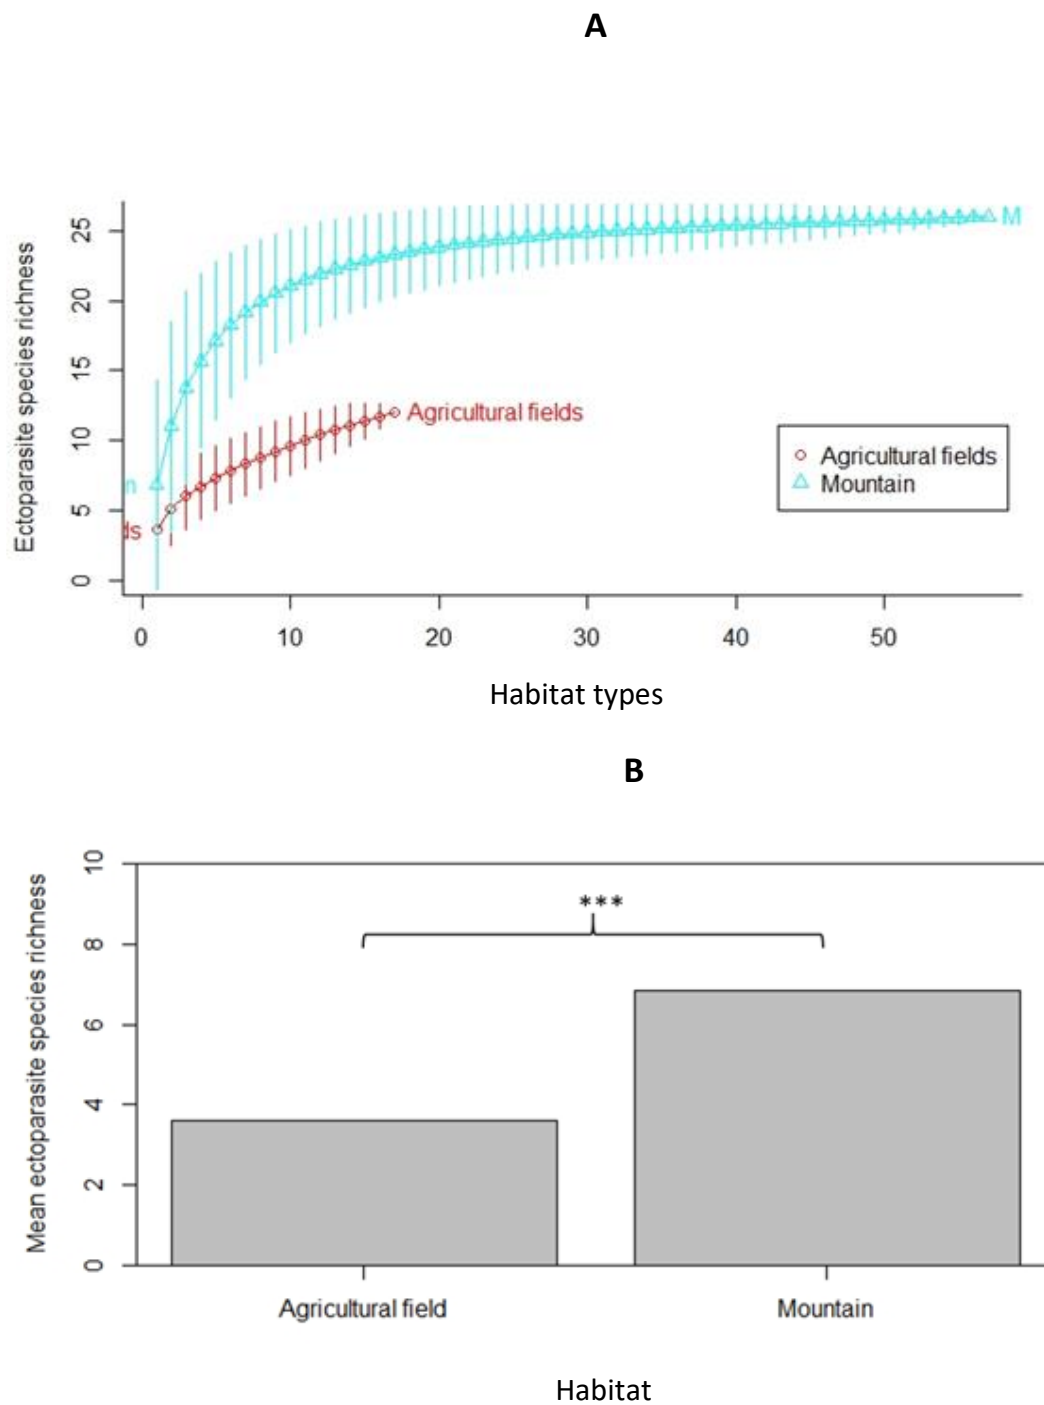 A
Ectoparasite species richness
25
20
15
10
5
0
M
Agricultural fields
n
ds
Agricultural fields
Mountain
0 10 20 30 40 50
Habitat types
B
Mean ectoparasite species richness
10
8
6
4
2
0
***
Agricultural field Mountain
Habitat